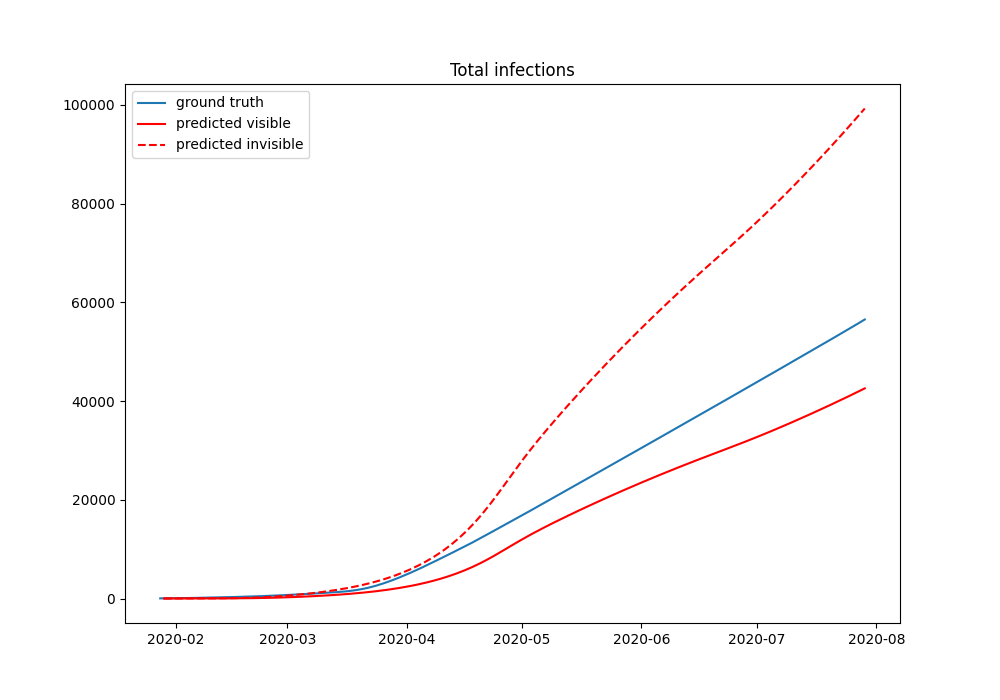 Total infections
ground truth
predicted visible
predicted invisible
100000
80000
60000
40000
20000
0
2020-02 2020-03 2020-04 2020-05 2020-06 2020-07 2020-08